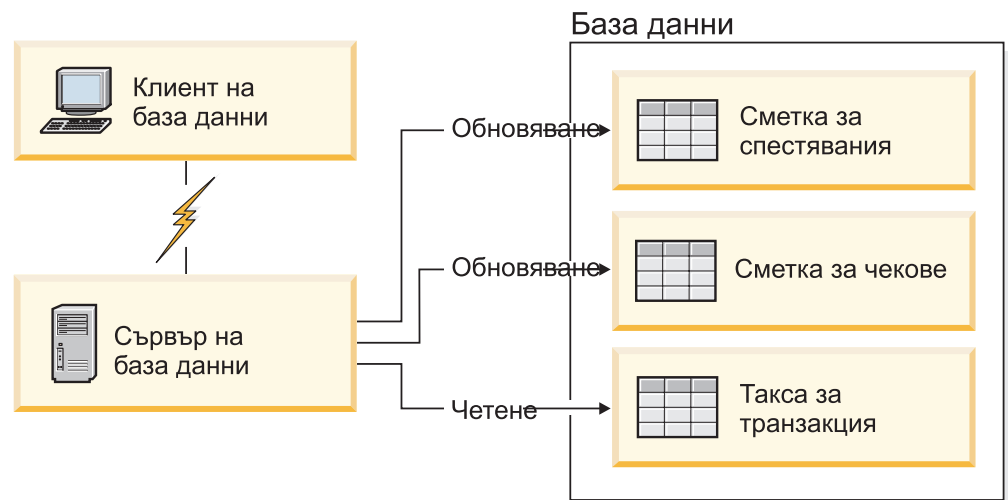 База данни
Клиент на
база данни
Обновяване
Сметка за
спестявания
Обновяване
Сметка за чекове
Сървър на
база данни
Четене
Такса за
транзакция